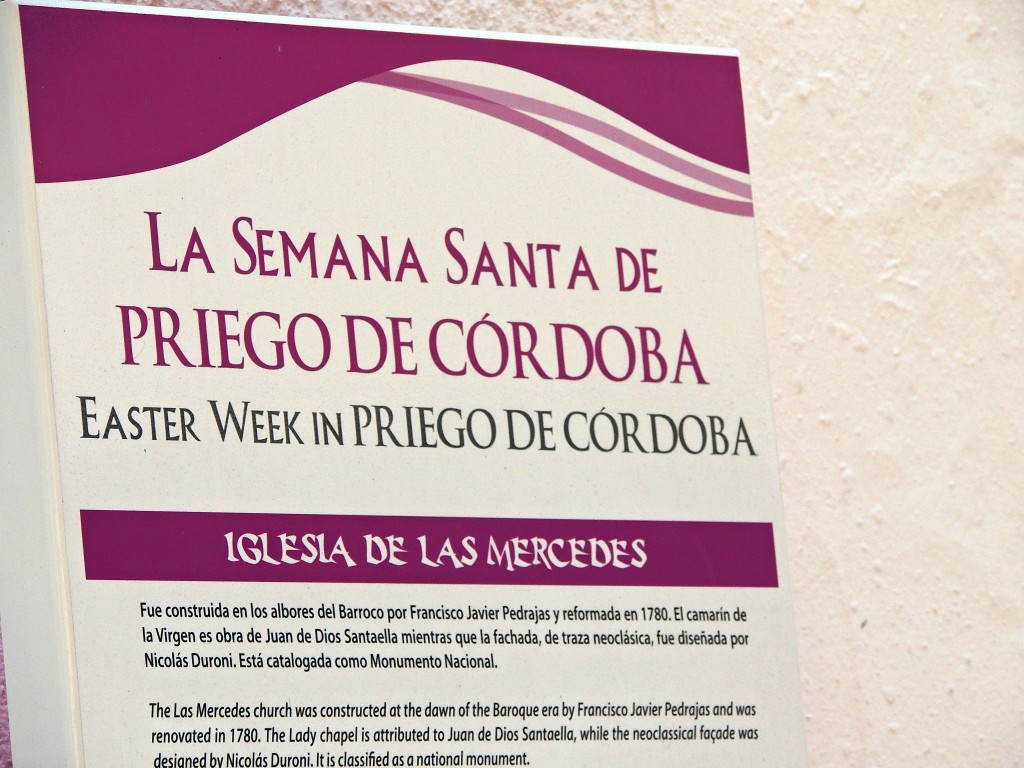 La Semana Santa de
PRIEGO DE CÓRDOBA
Easter Week in PRIEGO DE CÓRDOBA
IGLESIA DE LAS MERCEDES
Fue construida en los albores del Barroco por Francisco Javier Pedrajas y reformada en 1780. El camarín de
la Virgen es obra de Juan de Dios Santaella mientras que la fachada, de traza neoclásica, fue diseñada por
Nicolás Duroni. Está catalogada como Monumento Nacional.
The Las Mercedes church was constructed at the dawn of the Baroque era by Francisco Javier Pedrajas and was
renovated in 1780. The Lady chapel is attributed to Juan de Dios Santaella, while the neoclassical façade was
designed by Nicolás Duroni. It is classified as a national monument.